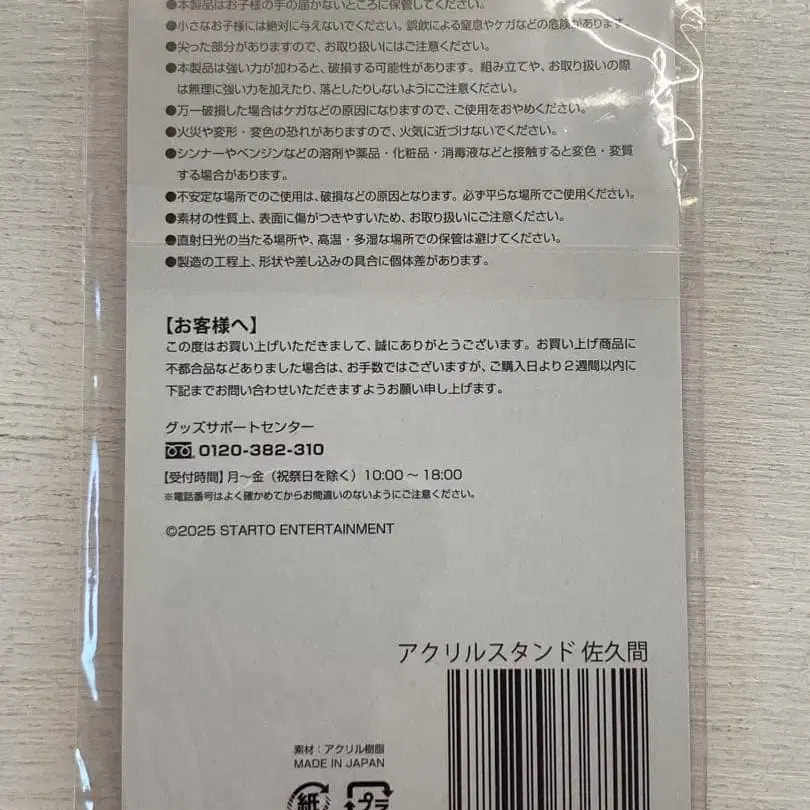 ●本製品はお子様の手の届かないところに保管してください。
●小さなお子様には絶対に与えないでください。誤飲による窒息やケガなどの危険があります。
●尖った部分がありますので、お取り扱いにはご注意ください。
●本製品は強い力が加わると、破損する可能性があります。組み立てや、お取り扱いの際
は無理に強い力を加えたり、落としたりしないようにご注意ください。
●万一破損した場合はケガなどの原因になりますので、ご使用をおやめください。
●火災や変形・変色の恐れがありますので、火気に近づけないでください。
●シンナーやベンジンなどの溶剤や薬品・化粧品・消毒液などと接触すると変色・変質
する場合があります。
●不安定な場所でのご使用は、破損などの原因となります。必ず平らな場所でご使用ください。
●素材の性質上、表面に傷がつきやすいため、お取り扱いにご注意ください。
●直射日光の当たる場所や、高温・多湿な場所での保管は避けてください。
●製造の工程上、形状や差し込みの具合に個体差があります。
【お客様へ】
この度はお買い上げいただきまして、誠にありがとうございます。お買い上げ商品に
不都合品などありました場合は、お手数ではございますが、ご購入日より2週間以内に
下記までお問い合わせいただきますようお願い申し上げます。
グッズサポートセンター
0120-382-310
【受付時間】月〜金（祝祭日を除く）10:00〜18:00
※電話番号はよく確かめてからお間違いのないようにご注意ください。
©2025 STARTO ENTERTAINMENT
アクリルスタンド 佐久間
素材：アクリル樹脂
MADE IN JAPAN
紙 プラ